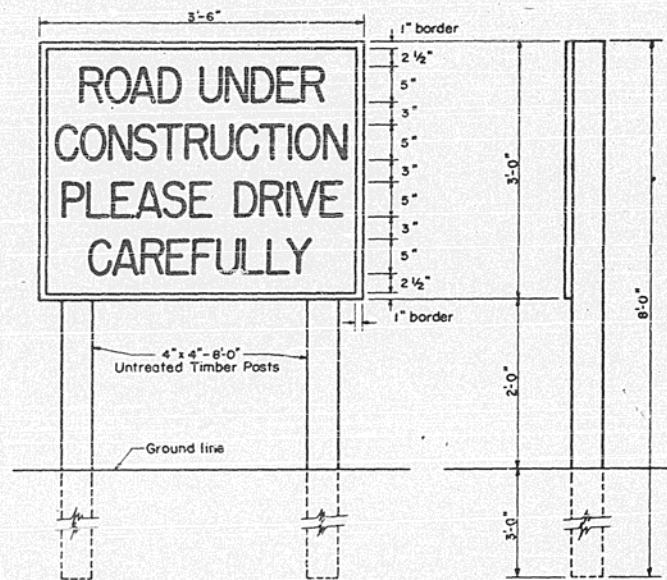 3'-6"
1" border
2 ½"
5"
3"
5"
3"
5"
3"
5"
2 ½"
1" border
ROAD UNDER
CONSTRUCTION
PLEASE DRIVE
CAREFULLY
4" x 4"-8'-0"
Untreated Timber Posts
Ground line
3'-0"
2'-0"
3'-0"
8'-0"